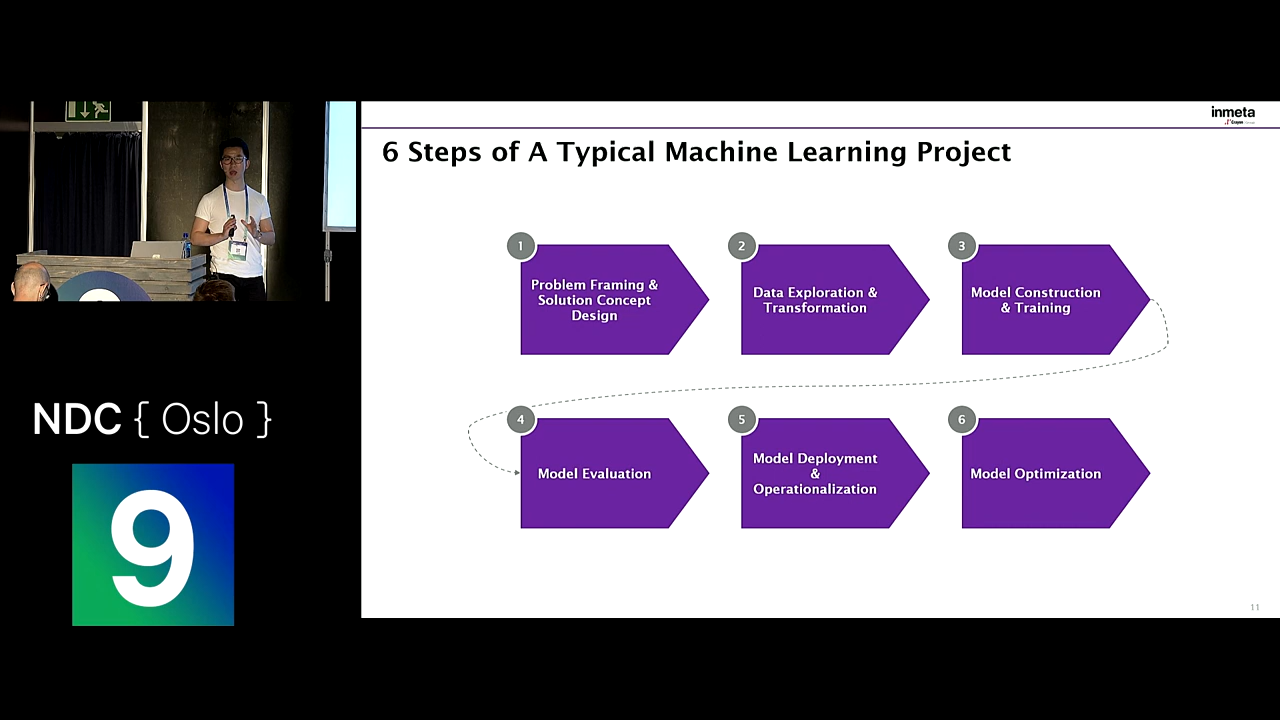 inmeta
Crayon
6 Steps of A Typical Machine Learning Project
1
Problem Framing &
Solution Concept
Design
2
Data Exploration &
Transformation
3
Model Construction
& Training
4
Model Evaluation
5
Model Deployment
&
Operationalization
6
Model Optimization
11
NDC { Oslo }
9